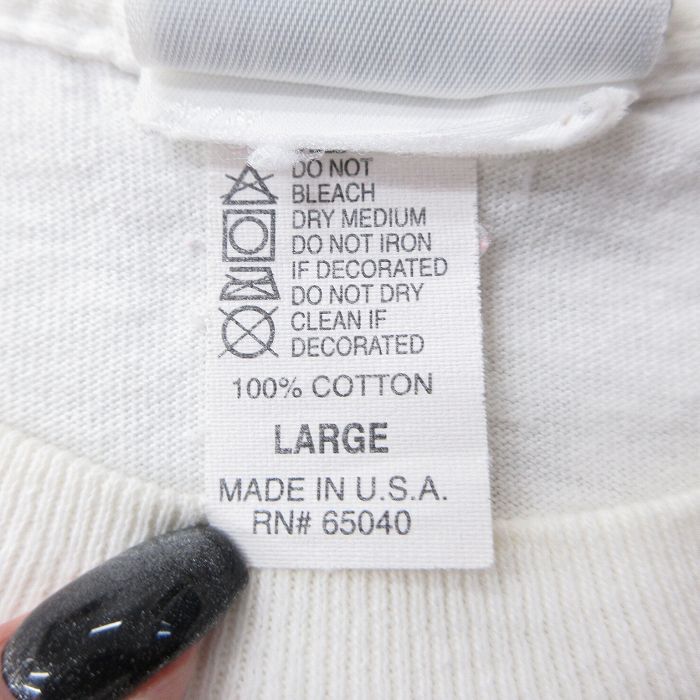 DO NOT
BLEACH
DRY MEDIUM
DO NOT IRON
IF DECORATED
DO NOT DRY
CLEAN IF
DECORATED
100% COTTON
LARGE
MADE IN U.S.A.
RN# 65040